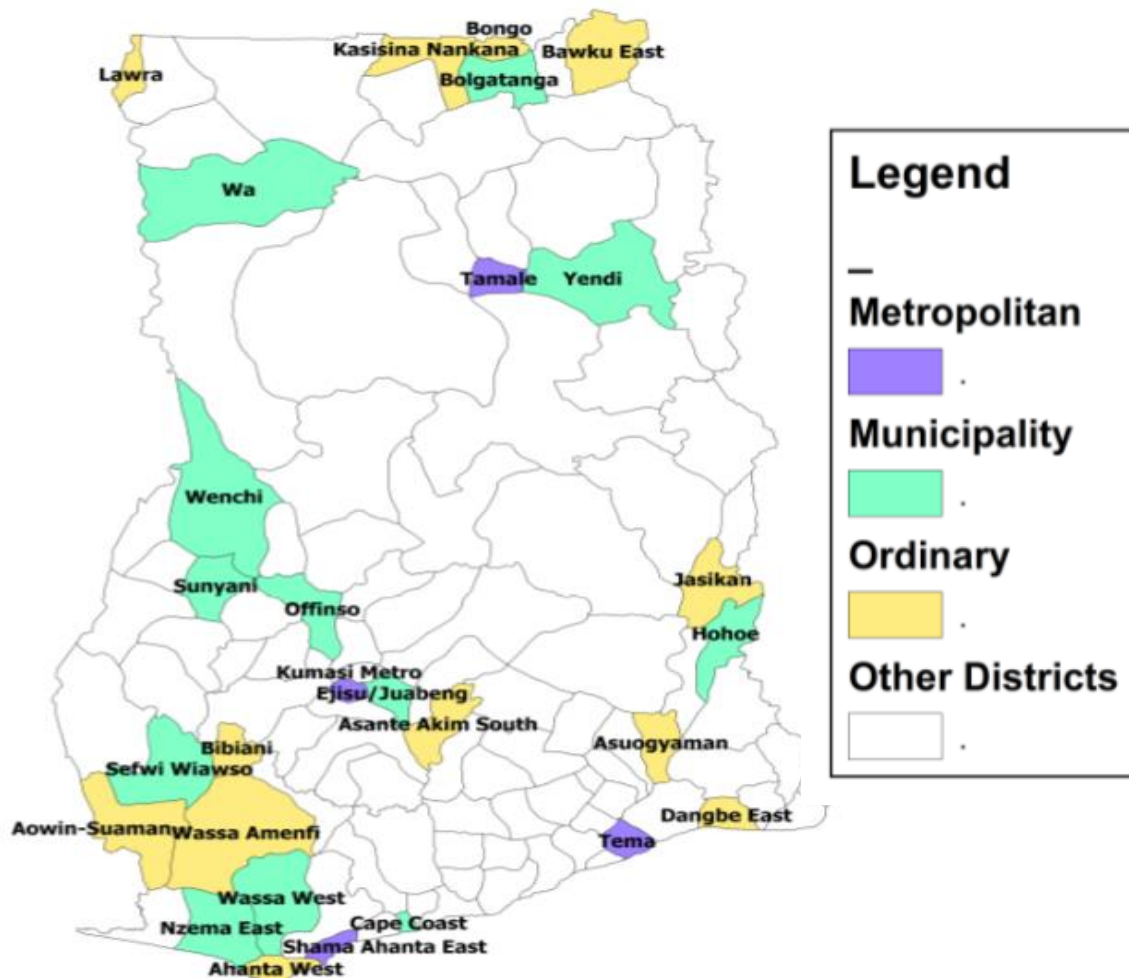 Bongo
Kasisina Nankana
Bawku East
Lawra
Bolgatanga
Wa
Tamale
Yendi
Wenchi
Sunyani
Offinso
Jasikan
Hohoe
Kumasi Metro
Ejisu/Juabeng
Asante Akim South
Bibiani
Sefwi Wiawso
Asuogyaman
Aowin-Suaman
Wassa Amenfi
Dangbe East
Tema
Wassa West
Nzema East
Cape Coast
Shama Ahanta East
Ahanta West
Legend
_
Metropolitan
.
Municipality
.
Ordinary
.
Other Districts
.